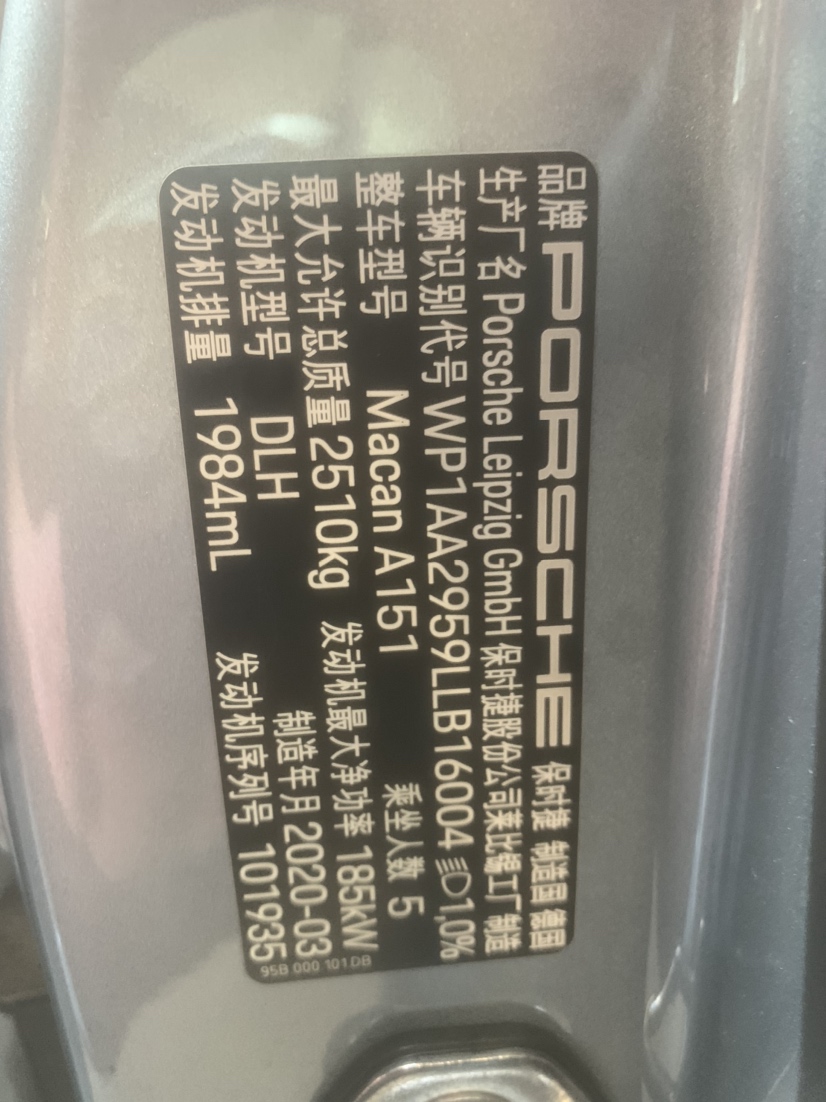 品牌 PORSCHE 保时捷 制造国 德国
生产厂名 Porsche Leipzig GmbH 保时捷股份公司莱比锡工厂 制造
车辆识别代号 WP1AA2959LLB16004 1,0%
整车型号 Macan A151 乘坐人数 5
最大允许总质量 2510kg 发动机最大净功率 185kW
发动机型号 DLH 制造年月 2020-03
发动机排量 1984mL 发动机序列号 101935
95B 000 101 DB